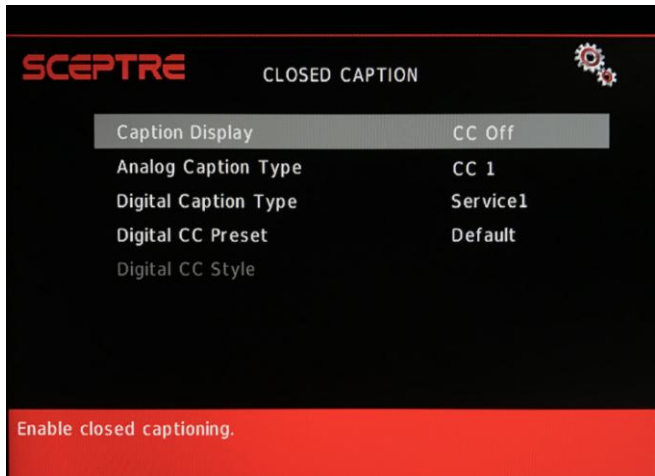 SCEPTRE
CLOSED CAPTION
Caption Display CC Off
Analog Caption Type CC 1
Digital Caption Type Service1
Digital CC Preset Default
Digital CC Style
Enable closed captioning.